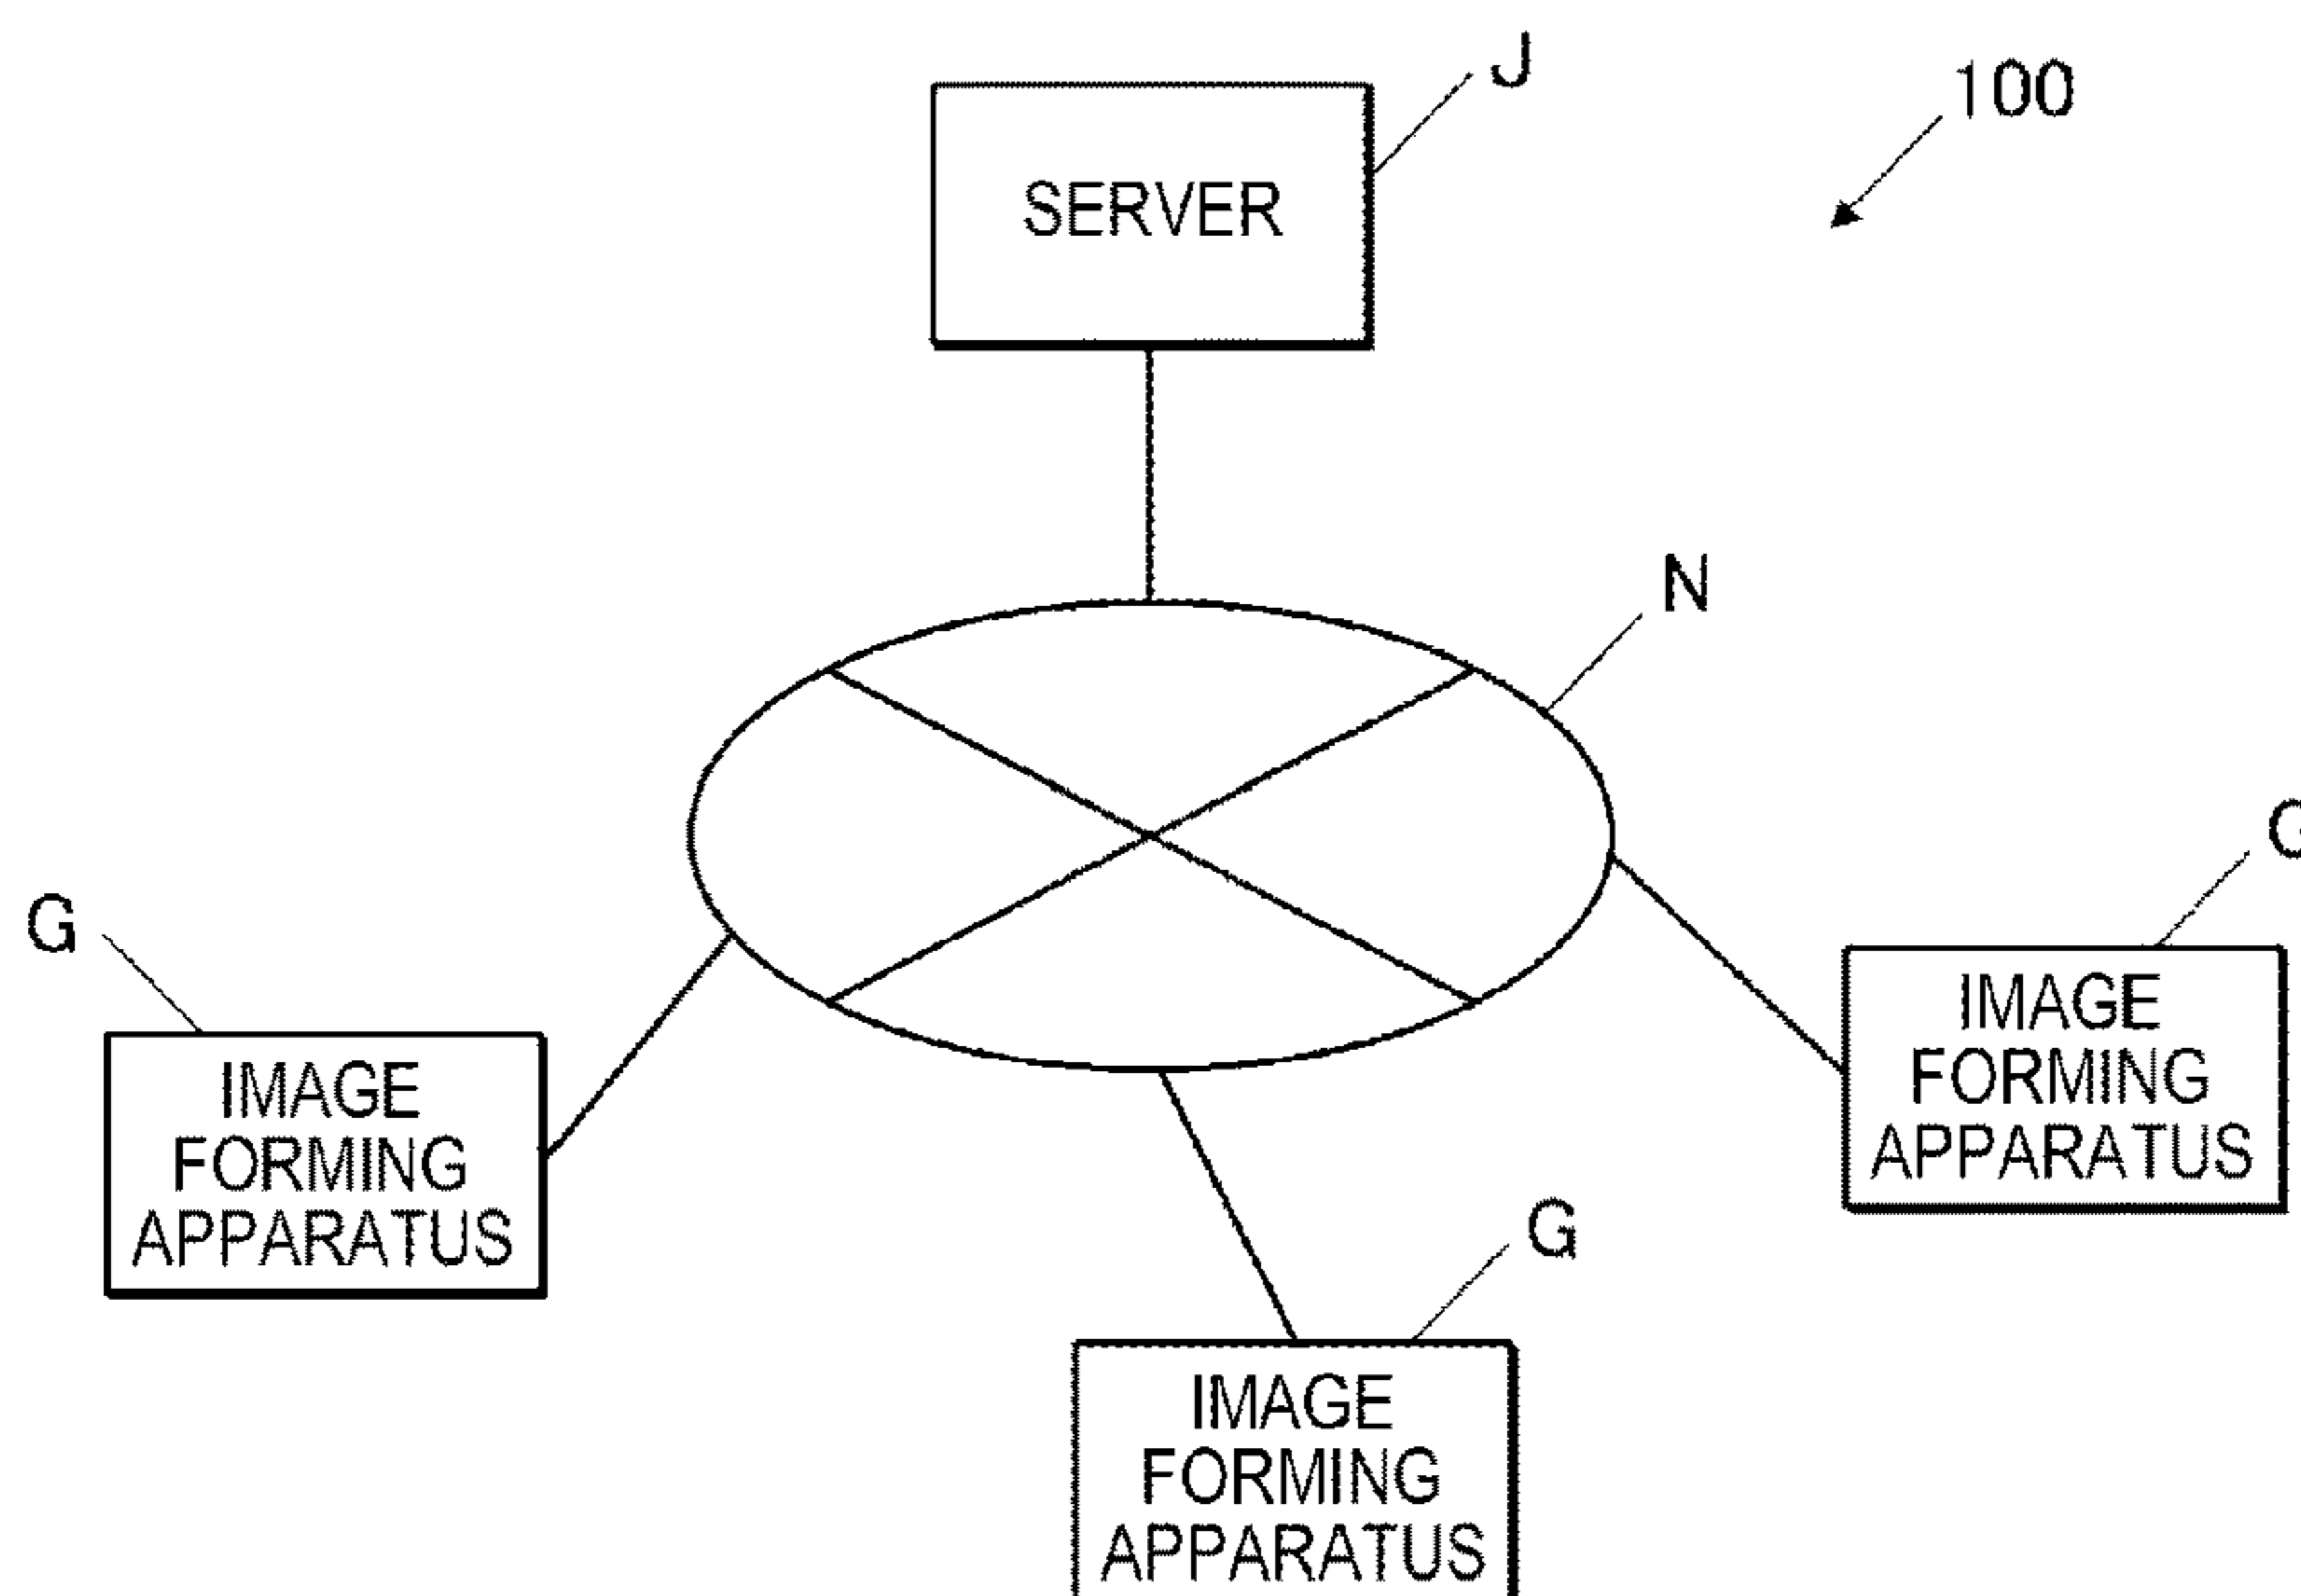 J
100
SERVER
N
G
G
IMAGE
FORMING
APPARATUS
IMAGE
FORMING
APPARATUS
G
IMAGE
FORMING
APPARATUS